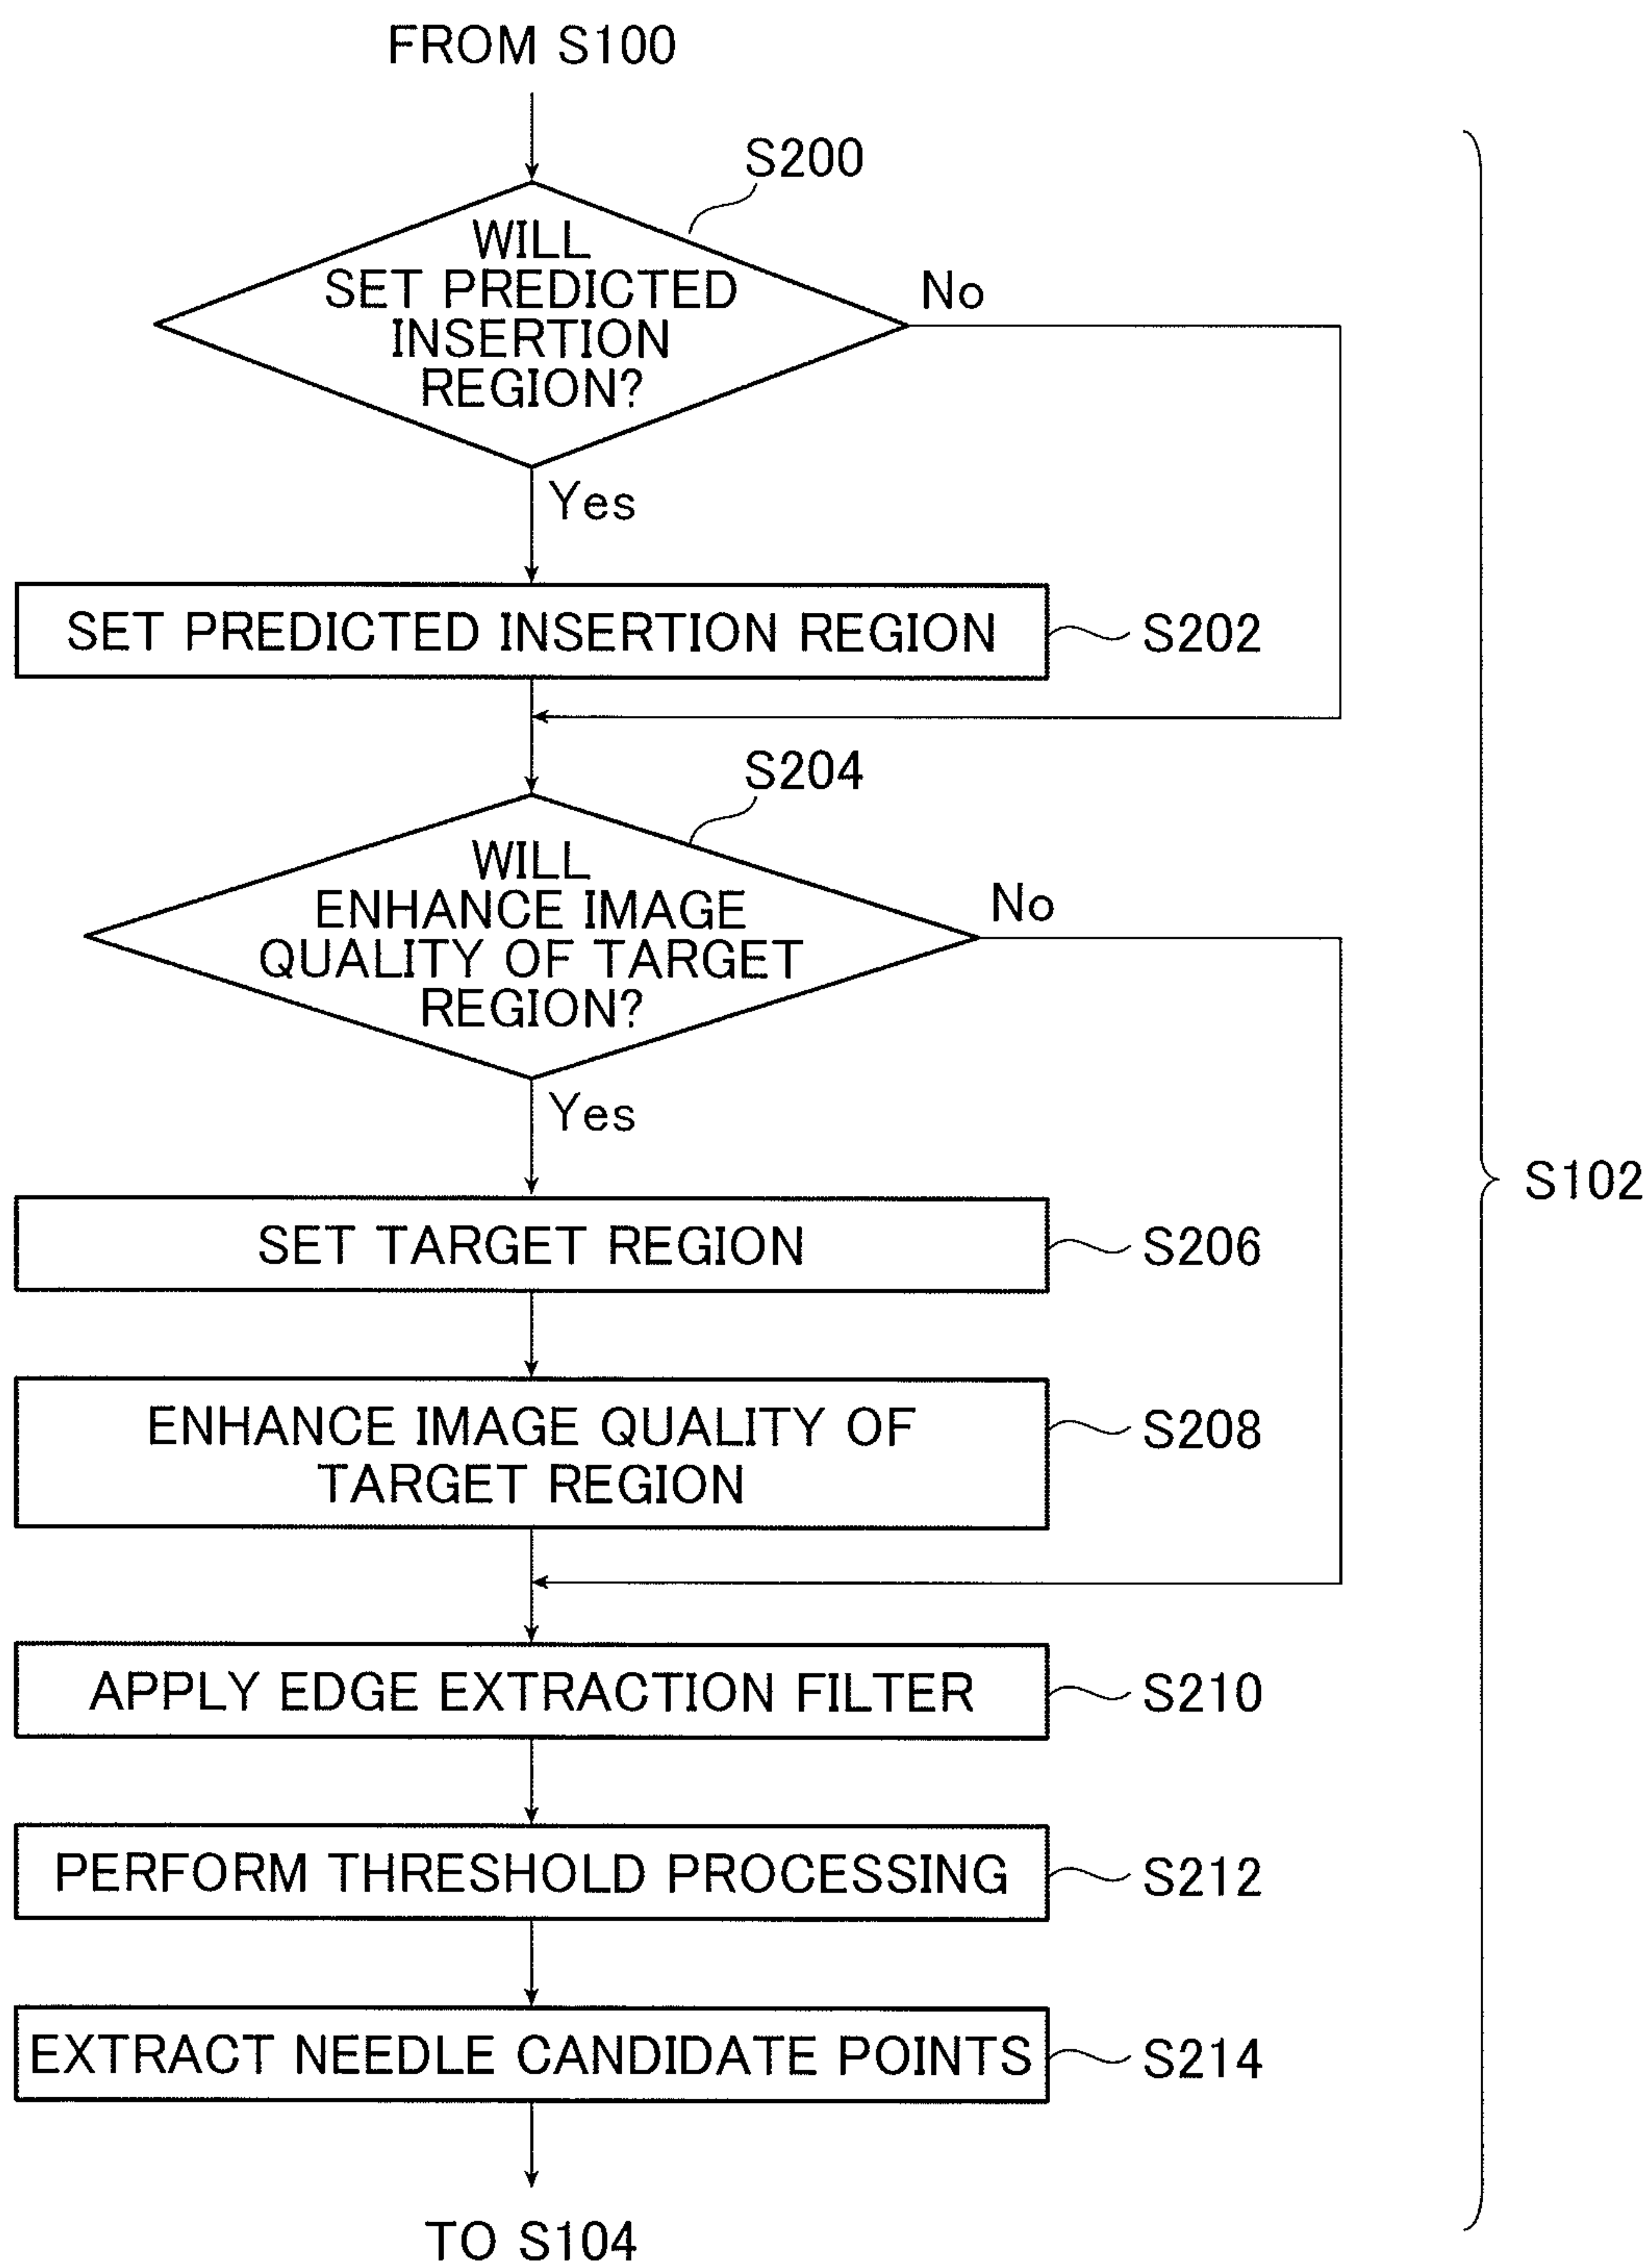 FROM S100
S200
WILL
SET PREDICTED
INSERTION
REGION?
No
Yes
SET PREDICTED INSERTION REGION
S202
S204
WILL
ENHANCE IMAGE
QUALITY OF TARGET
REGION?
No
Yes
S102
SET TARGET REGION
S206
ENHANCE IMAGE QUALITY OF
TARGET REGION
S208
APPLY EDGE EXTRACTION FILTER
S210
PERFORM THRESHOLD PROCESSING
S212
EXTRACT NEEDLE CANDIDATE POINTS
S214
TO S104